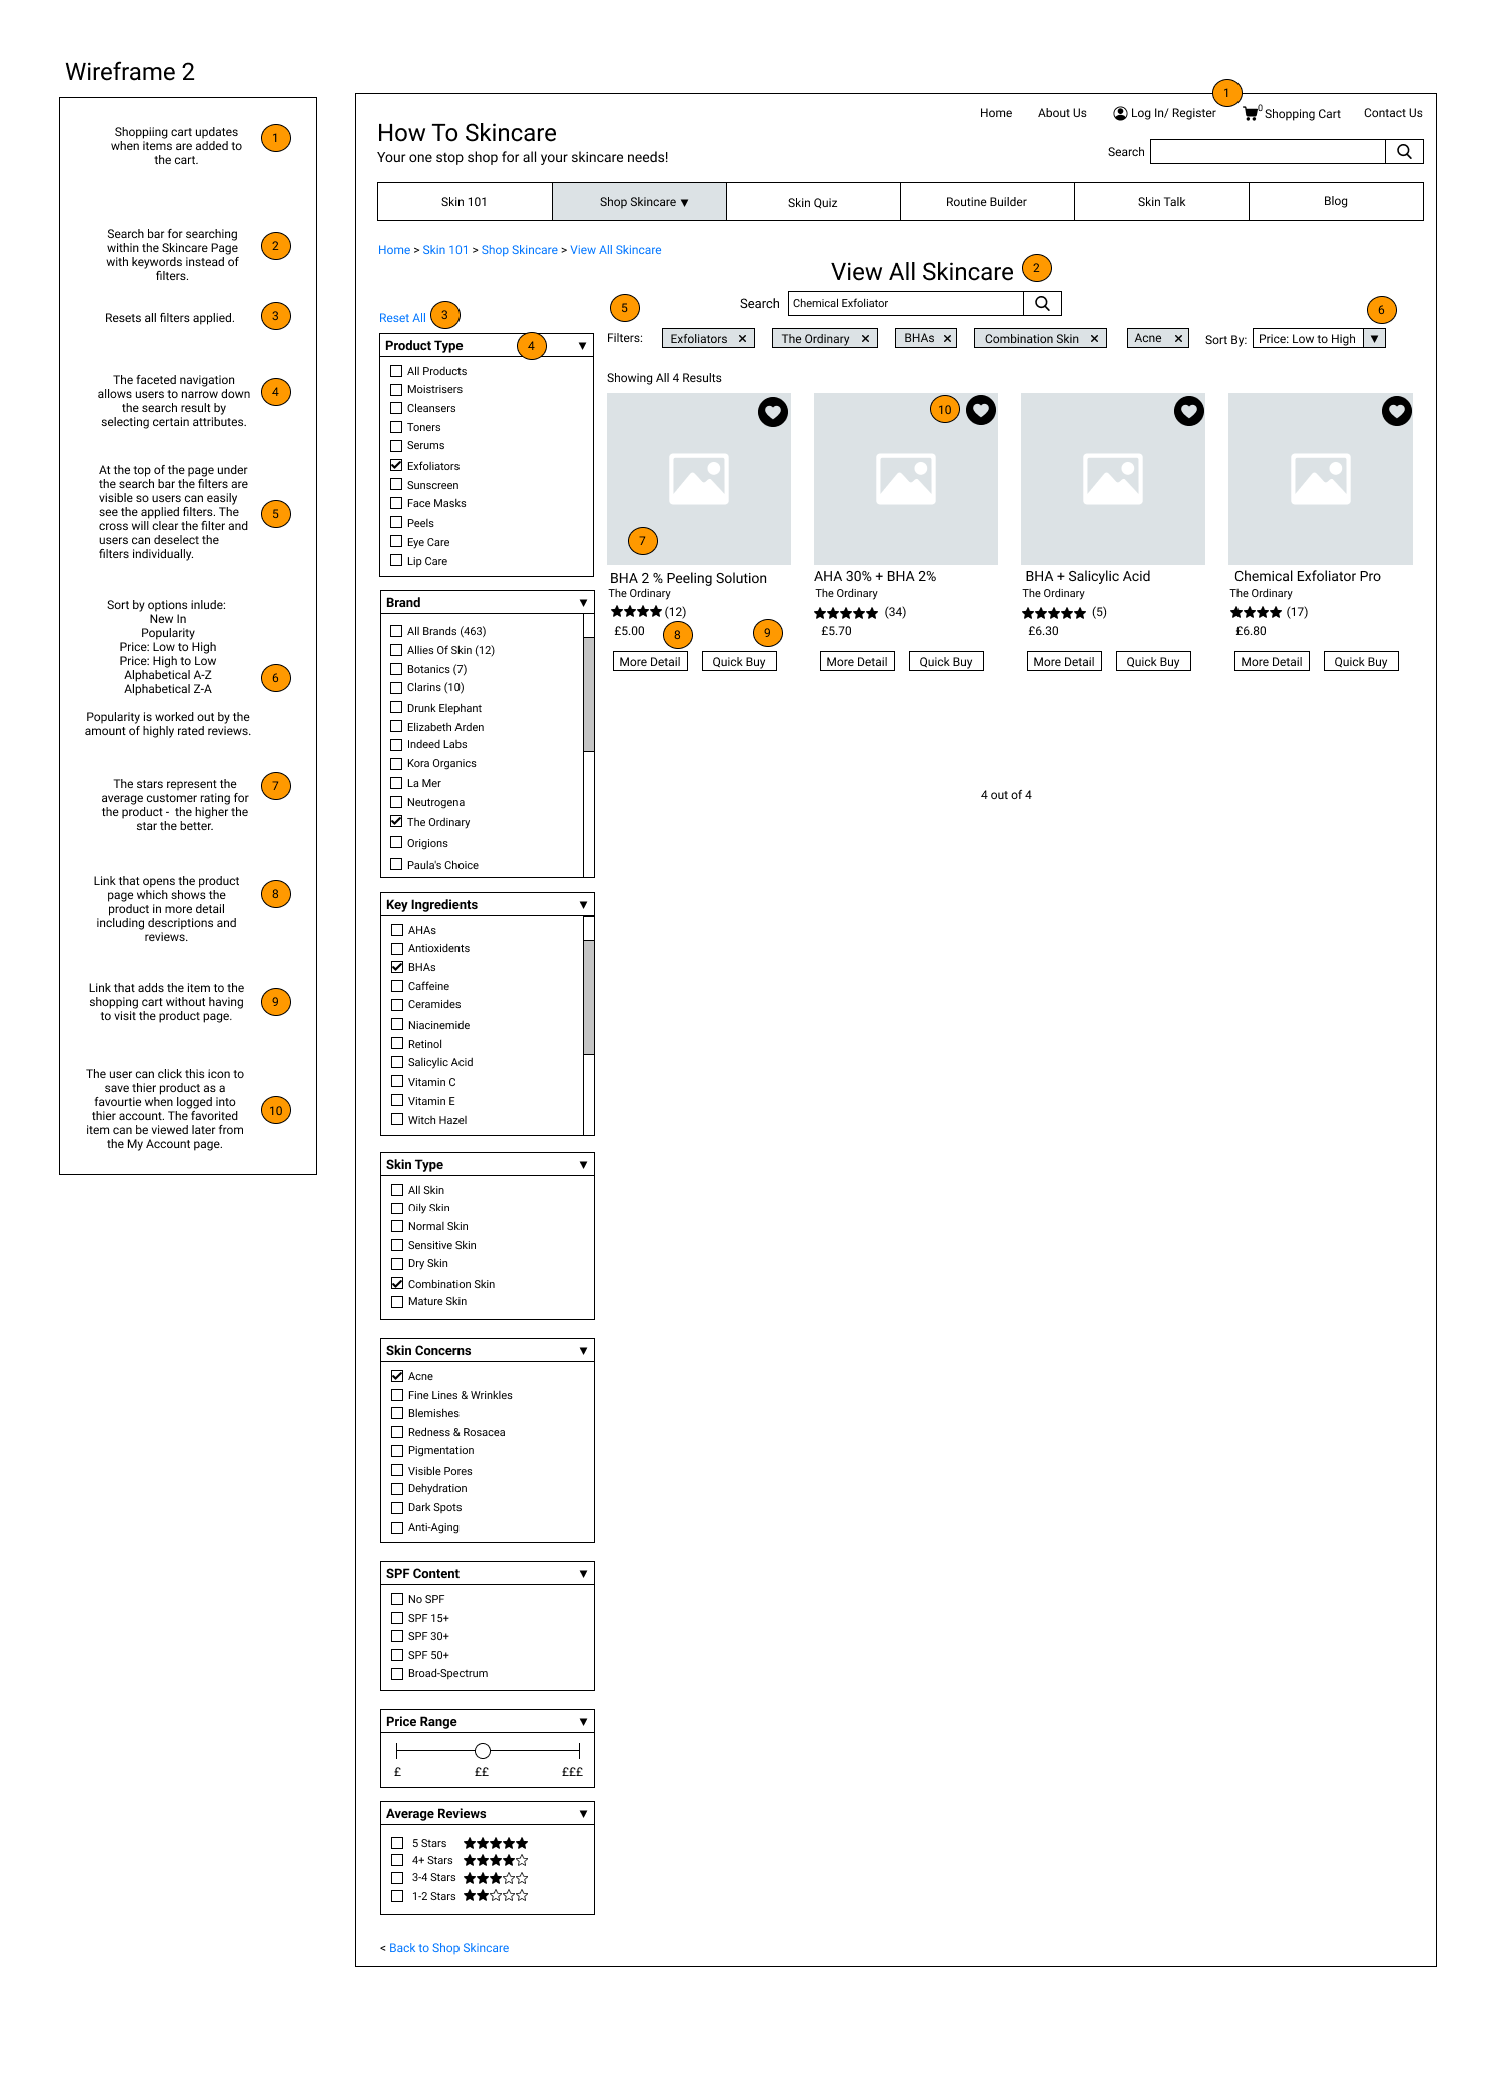 Wireframe 2
Shoppiing cart updates
when items are added to
the cart.
1
Search bar for searching
within the Skincare Page
with keywords instead of
filters.
2
Resets all filters applied.
3
The faceted navigation
allows users to narrow down
the search result by
selecting certain attributes.
4
At the top of the page under
the search bar the filters are
visible so users can easily
see the applied filters. The
cross will clear the filter and
users can deselect the
filters individually.
5
Sort by options inlude:
New In
Popularity
Price: Low to High
Price: High to Low
Alphabetical A-Z
Alphabetical Z-A
Popularity is worked out by the
amount of highly rated reviews.
6
The stars represent the
average customer rating for
the product - the higher the
star the better.
7
Link that opens the product
page which shows the
product in more detail
including descriptions and
reviews.
8
Link that adds the item to the
shopping cart without having
to visit the product page.
9
The user can click this icon to
save thier product as a
favourtie when logged into
thier account. The favorited
item can be viewed later from
the My Account page.
10
1
Home About Us Log In/ Register 0 Shopping Cart Contact Us
How To Skincare
Your one stop shop for all your skincare needs!
Search
Skin 101 Shop Skincare ▼ Skin Quiz Routine Builder Skin Talk Blog
Home > Skin 101 > Shop Skincare > View All Skincare
View All Skincare 2
Search Chemical Exfoliator
Reset All 3
5
6
Filters: Exfoliators ✕ The Ordinary ✕ BHAs ✕ Combination Skin ✕ Acne ✕ Sort By: Price: Low to High ▼
Product Type 4 ▼
All Products
Moistrisers
Cleansers
Toners
Serums
Exfoliators
Sunscreen
Face Masks
Peels
Eye Care
Lip Care
Brand ▼
All Brands (463)
Allies Of Skin (12)
Botanics (7)
Clarins (10)
Drunk Elephant
Elizabeth Arden
Indeed Labs
Kora Organics
La Mer
Neutrogena
The Ordinary
Origions
Paula's Choice
Key Ingredients ▼
AHAs
Antioxidents
BHAs
Caffeine
Ceramides
Niacinemide
Retinol
Salicylic Acid
Vitamin C
Vitamin E
Witch Hazel
Skin Type ▼
All Skin
Oily Skin
Normal Skin
Sensitive Skin
Dry Skin
Combination Skin
Mature Skin
Skin Concerns ▼
Acne
Fine Lines & Wrinkles
Blemishes
Redness & Rosacea
Pigmentation
Visible Pores
Dehydration
Dark Spots
Anti-Aging
SPF Content ▼
No SPF
SPF 15+
SPF 30+
SPF 50+
Broad-Spectrum
Price Range ▼
£ ££ £££
Average Reviews ▼
5 Stars ★★★★★
4+ Stars ★★★★☆
3-4 Stars ★★★☆☆
1-2 Stars ★★☆☆☆
< Back to Shop Skincare
Showing All 4 Results
7
BHA 2 % Peeling Solution
The Ordinary
★★★★ (12)
£5.00
8
9
More Detail Quick Buy
10
AHA 30% + BHA 2%
The Ordinary
★★★★★ (34)
£5.70
More Detail Quick Buy
BHA + Salicylic Acid
The Ordinary
★★★★★ (5)
£6.30
More Detail Quick Buy
Chemical Exfoliator Pro
The Ordinary
★★★★ (17)
£6.80
More Detail Quick Buy
4 out of 4